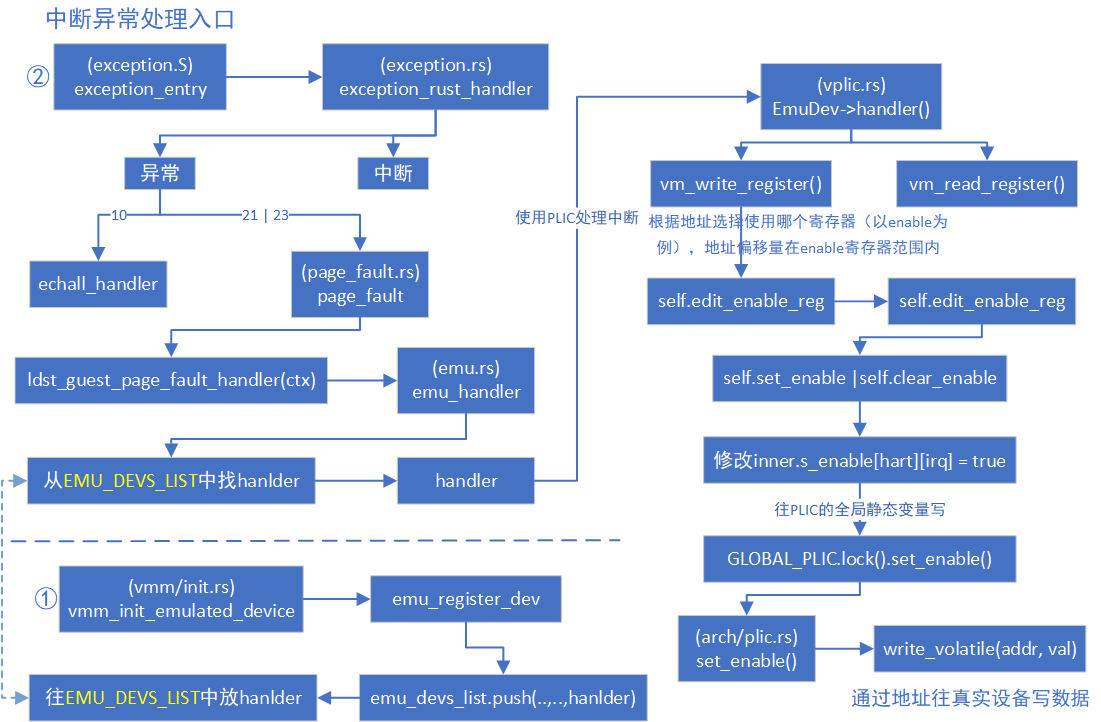 中断异常处理入口
②
(exception.S)
exception_entry
(exception.rs)
exception_rust_handler
异常
中断
10
21 | 23
echall_handler
(page_fault.rs)
page_fault
ldst_guest_page_fault_handler(ctx)
(emu.rs)
emu_handler
从EMU_DEVS_LIST中找hanlder
handler
使用PLIC处理中断
(vplic.rs)
EmuDev->handler()
vm_write_register()
vm_read_register()
根据地址选择使用哪个寄存器（以enable为
例），地址偏移量在enable寄存器范围内
self.edit_enable_reg
self.edit_enable_reg
self.set_enable |self.clear_enable
修改inner.s_enable[hart][irq] = true
往PLIC的全局静态变量写
GLOBAL_PLIC.lock().set_enable()
(arch/plic.rs)
set_enable()
write_volatile(addr, val)
通过地址往真实设备写数据
①
(vmm/init.rs)
vmm_init_emulated_device
emu_register_dev
emu_devs_list.push(..,..,hanlder)
往EMU_DEVS_LIST中放hanlder